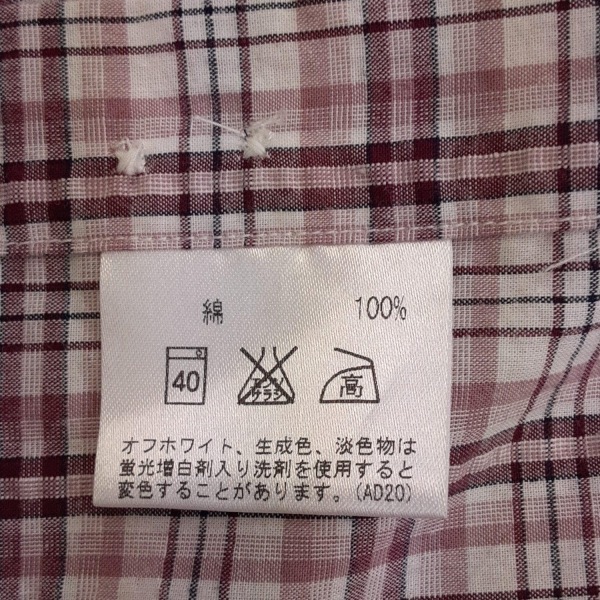 綿 100%
40 エンソサラシ 高
オフホワイト、生成色、淡色物は
蛍光増白剤入り洗剤を使用すると
変色することがあります。(AD20)